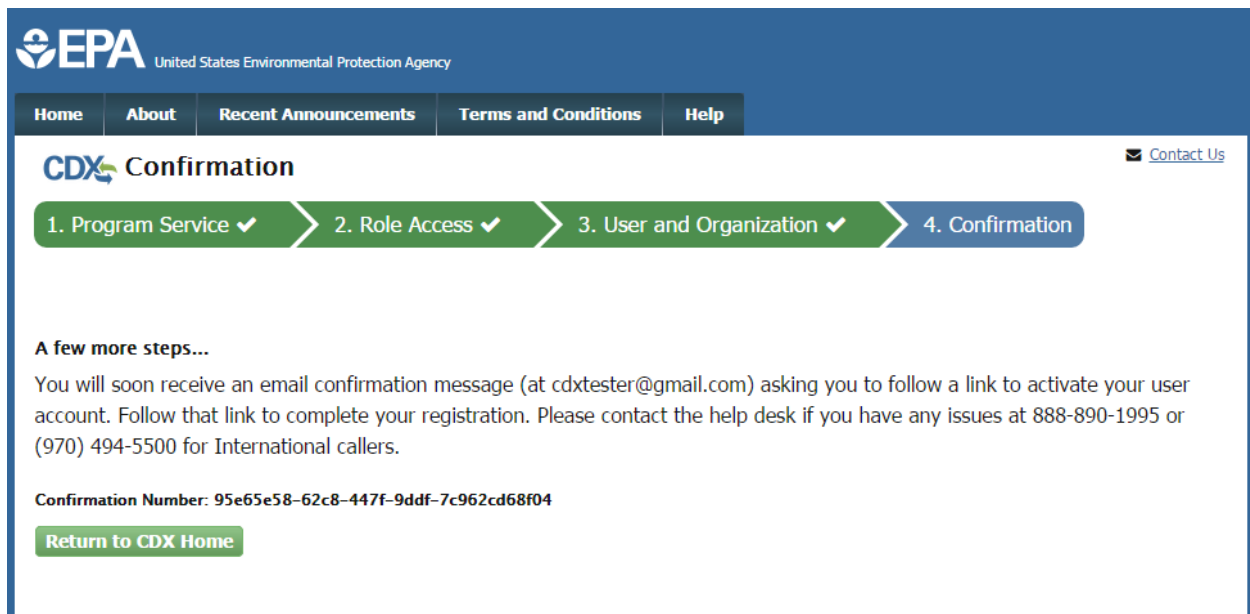 EPA United States Environmental Protection Agency
Home About Recent Announcements Terms and Conditions Help
CDX Confirmation
Contact Us
1. Program Service ✔ 2. Role Access ✔ 3. User and Organization ✔ 4. Confirmation
A few more steps...
You will soon receive an email confirmation message (at cdxtester@gmail.com) asking you to follow a link to activate your user
account. Follow that link to complete your registration. Please contact the help desk if you have any issues at 888-890-1995 or
(970) 494-5500 for International callers.
Confirmation Number: 95e65e58-62c8-447f-9ddf-7c962cd68f04
Return to CDX Home